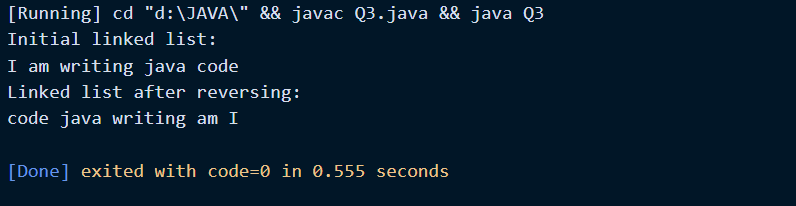 [Running] cd "d:\JAVA\" && javac Q3.java && java Q3
Initial linked list:
I am writing java code
Linked list after reversing:
code java writing am I
[Done] exited with code=0 in 0.555 seconds